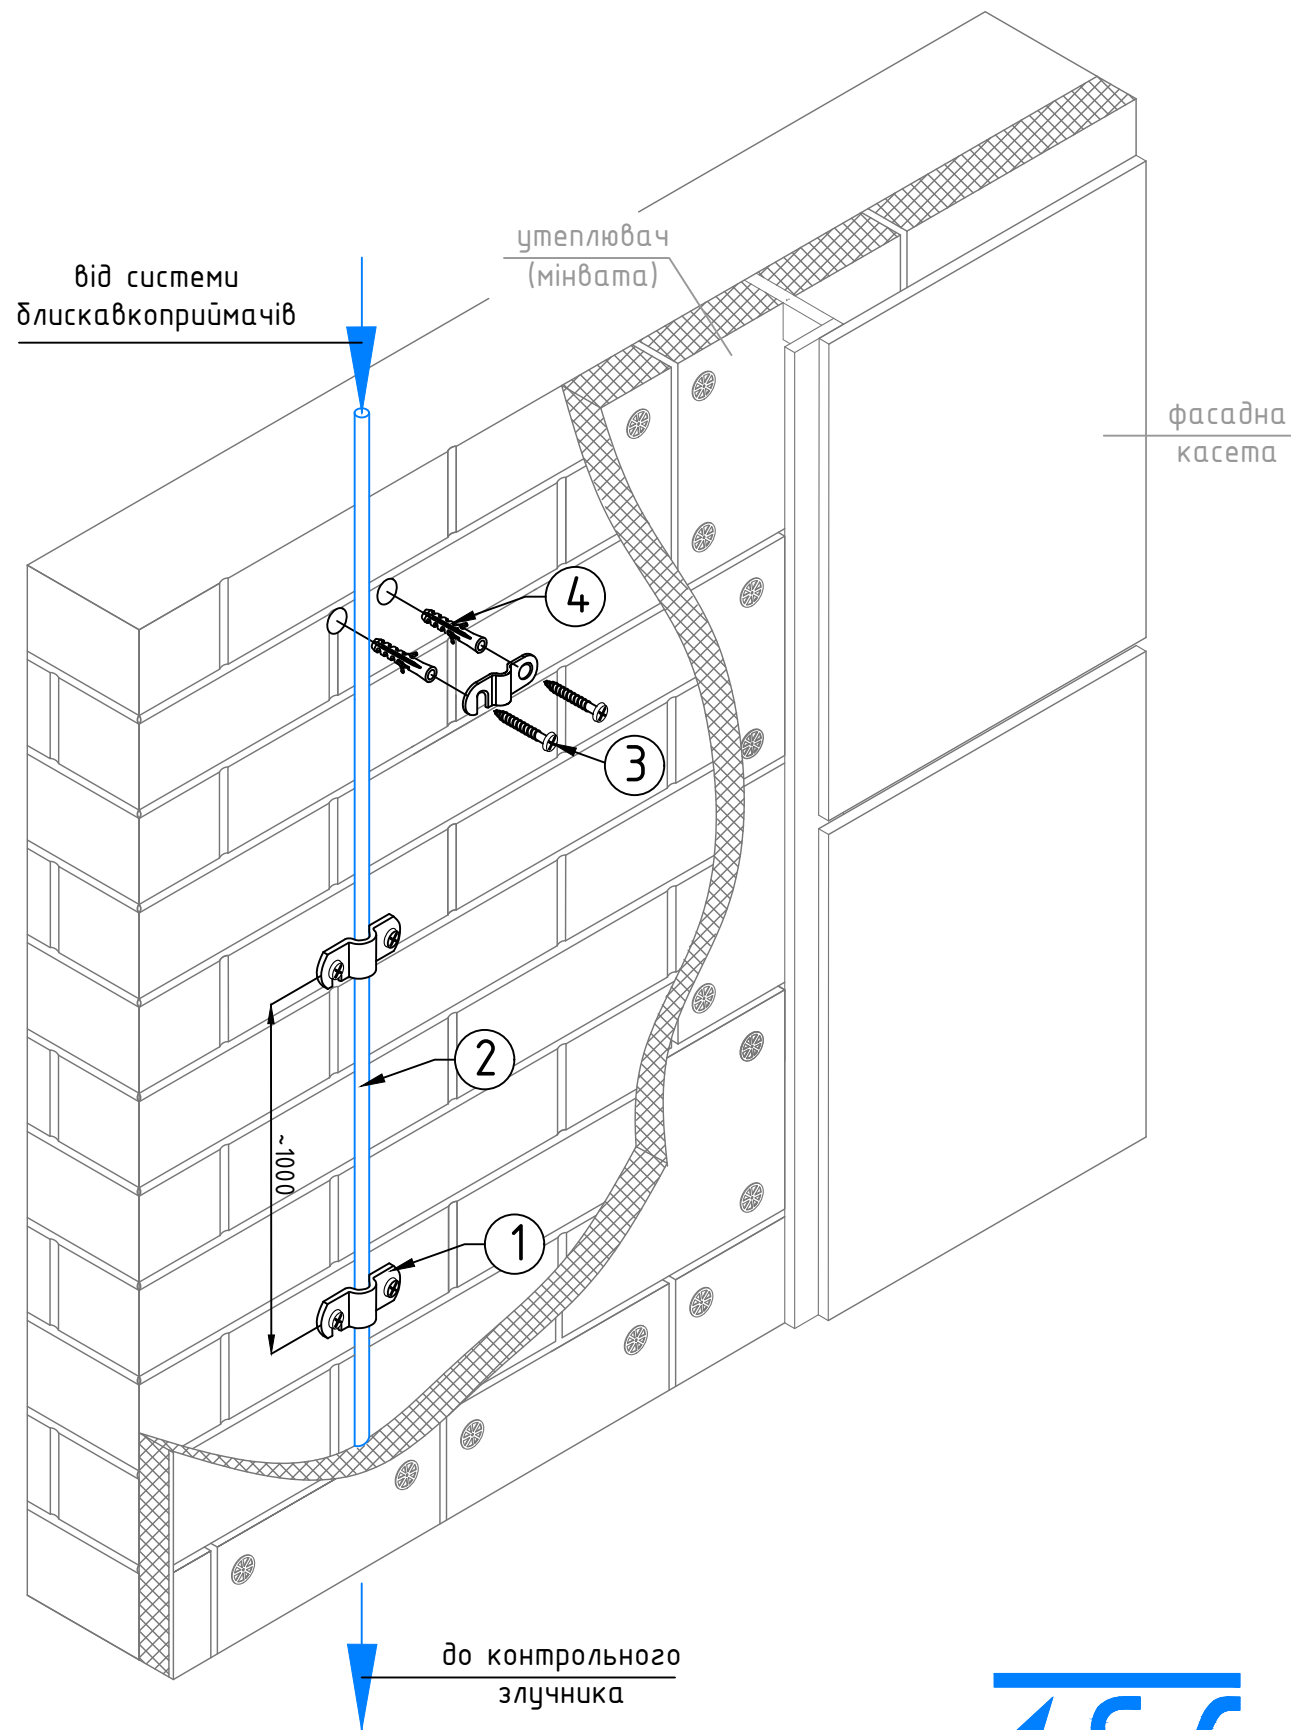 утеплювач
(мінвата)
від системи
блискавкоприймачів
фасадна
касета
4
3
2
~1000
1
до контрольного
злучника